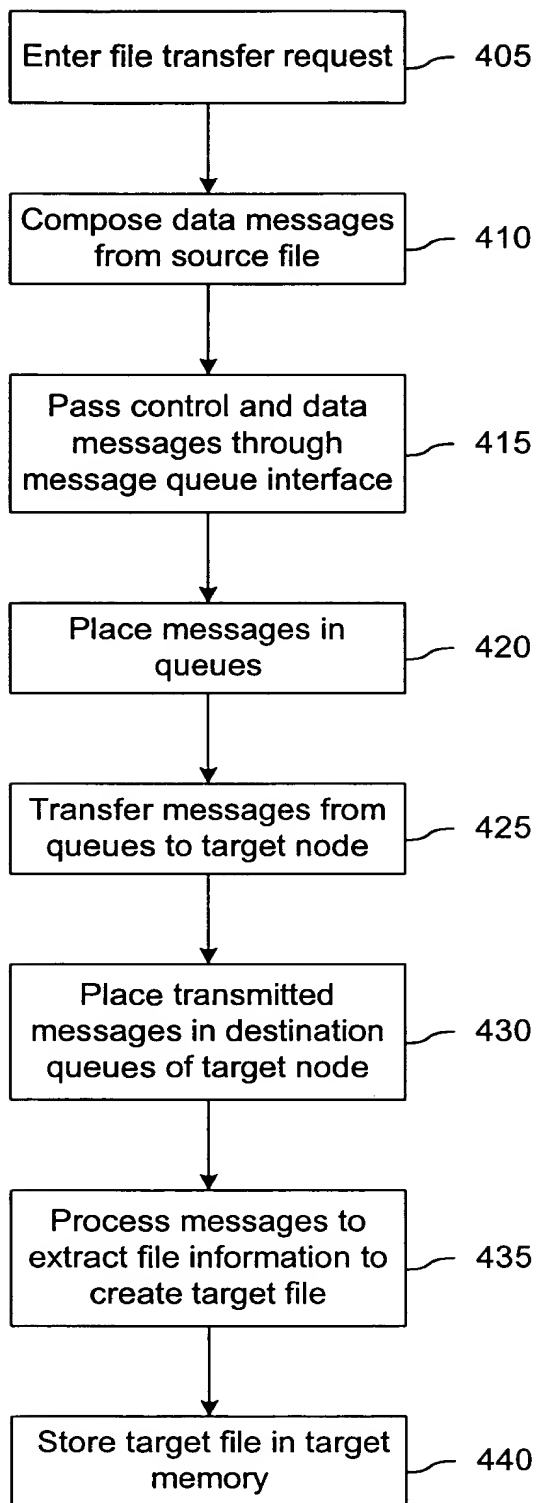 Enter file transfer request
405
Compose data messages
from source file
410
Pass control and data
messages through
message queue interface
415
Place messages in
queues
420
Transfer messages from
queues to target node
425
Place transmitted
messages in destination
queues of target node
430
Process messages to
extract file information to
create target file
435
Store target file in target
memory
440